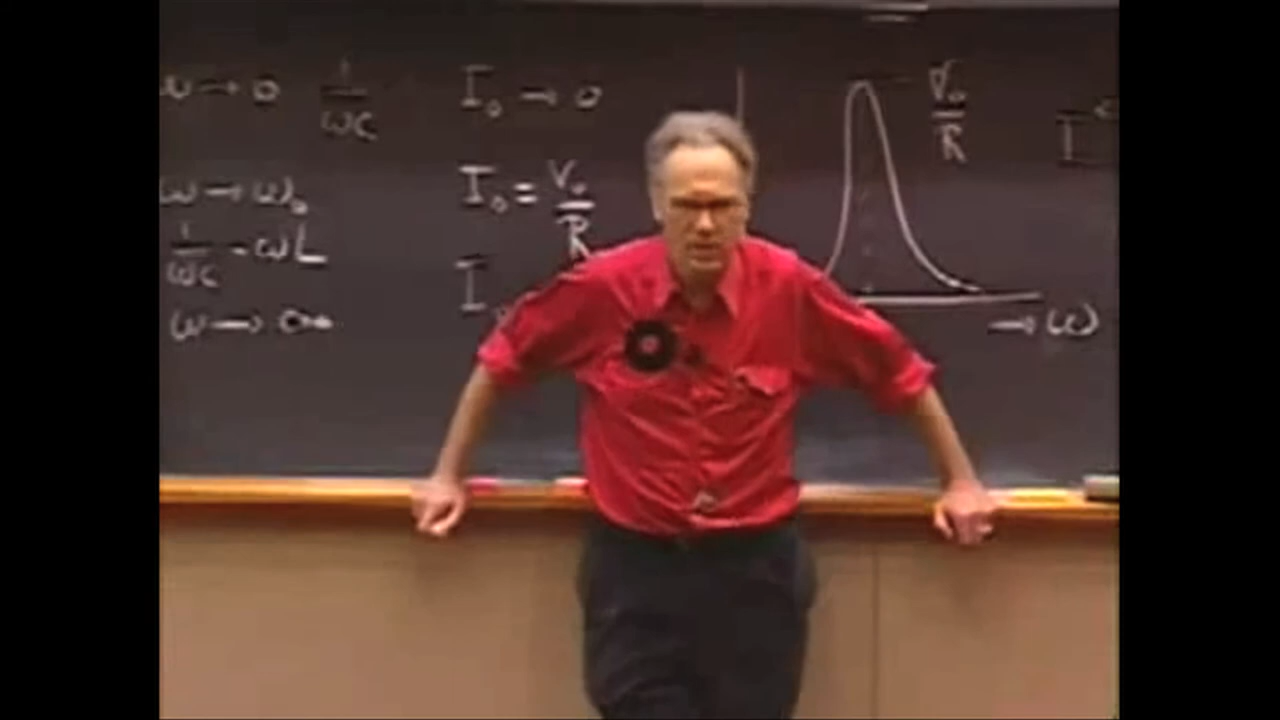 ω → 0 1/ωC I₀ → 0
ω → ω₀ I₀ = V₀/R
1/ωC = ωL
ω → ∞ I
V₀/R
→ ω
I